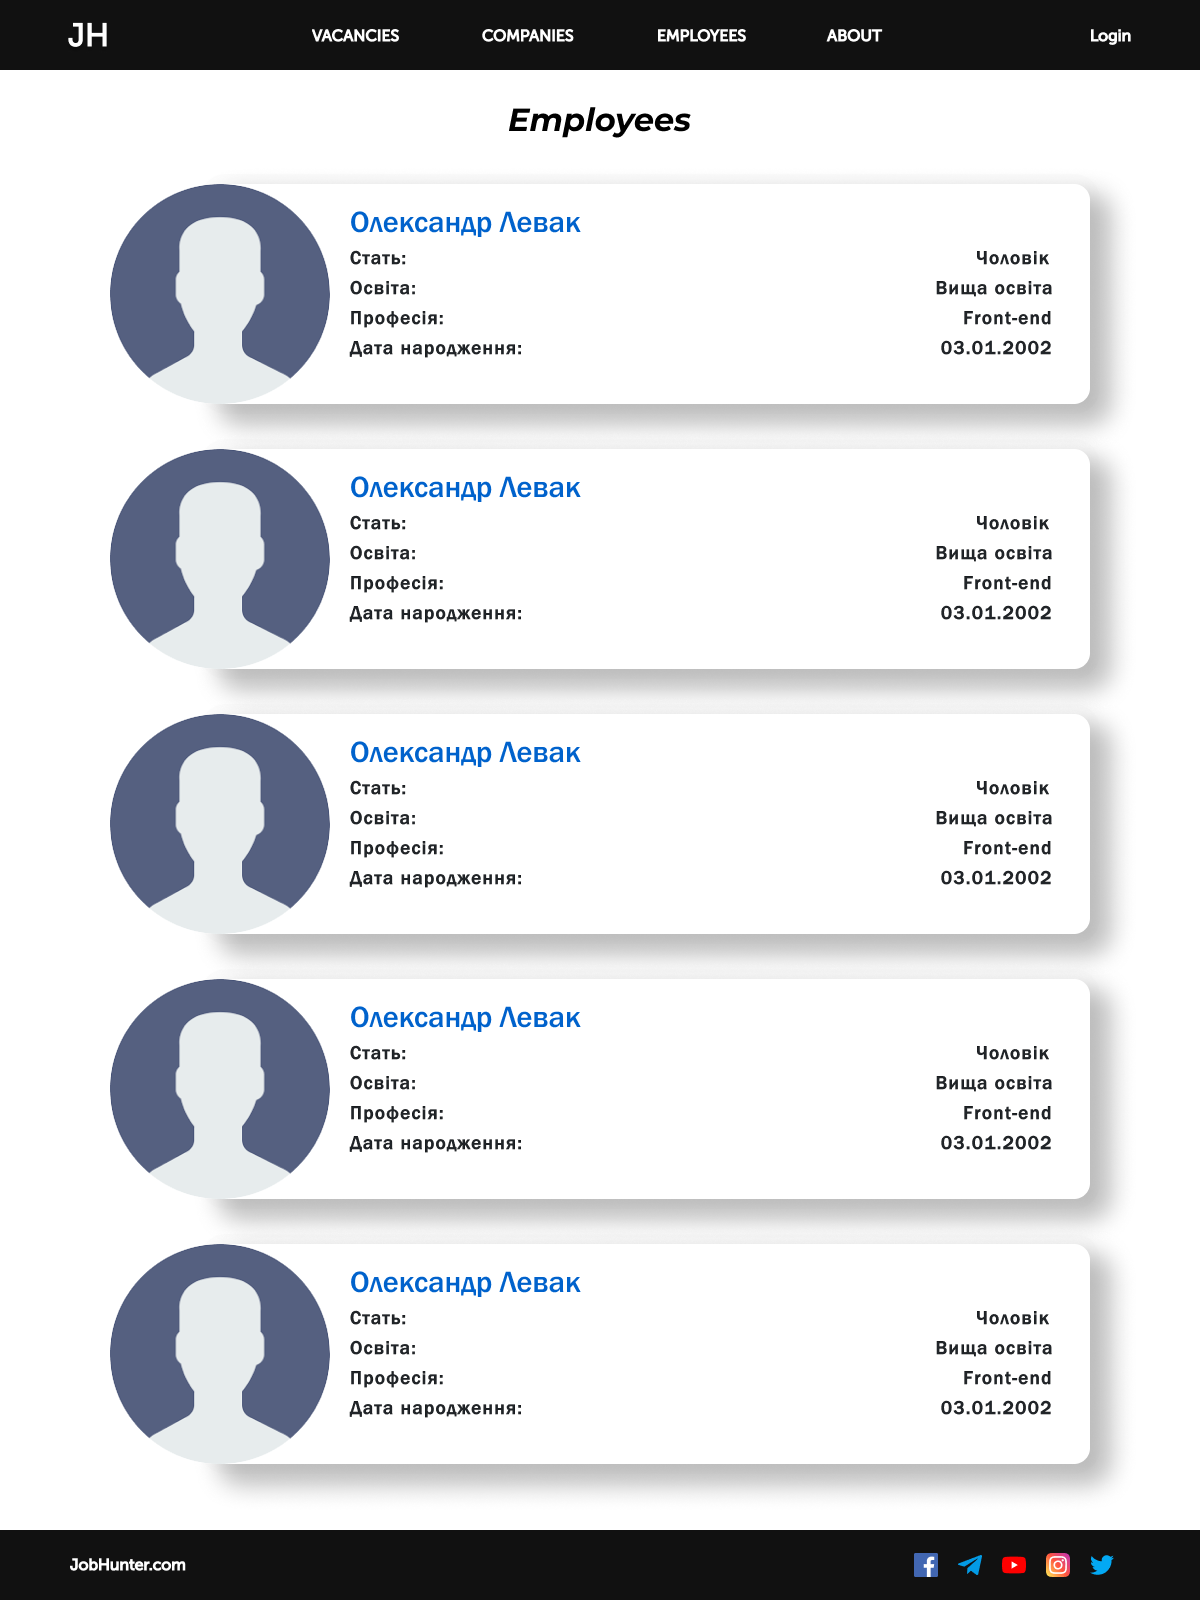 JH VACANCIES COMPANIES EMPLOYEES ABOUT Login
Employees
Олександр Левак
Стать: Чоловік
Освіта: Вища освіта
Професія: Front-end
Дата народження: 03.01.2002
Олександр Левак
Стать: Чоловік
Освіта: Вища освіта
Професія: Front-end
Дата народження: 03.01.2002
Олександр Левак
Стать: Чоловік
Освіта: Вища освіта
Професія: Front-end
Дата народження: 03.01.2002
Олександр Левак
Стать: Чоловік
Освіта: Вища освіта
Професія: Front-end
Дата народження: 03.01.2002
Олександр Левак
Стать: Чоловік
Освіта: Вища освіта
Професія: Front-end
Дата народження: 03.01.2002
JobHunter.com